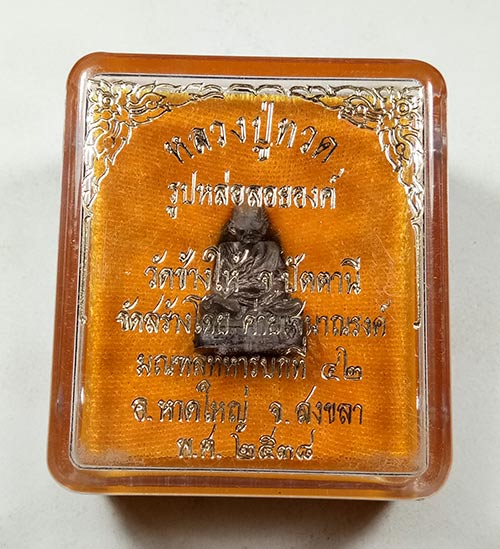 หลวงปู่ทวด
รูปหล่อลอยองค์
วัดช้างให้ จ.ปัตตานี
จัดสร้างโดย ค่ายเสนาณรงค์
มณฑลทหารบกที่ ๔๒
อ.หาดใหญ่ จ.สงขลา
พ.ศ. ๒๕๓๘